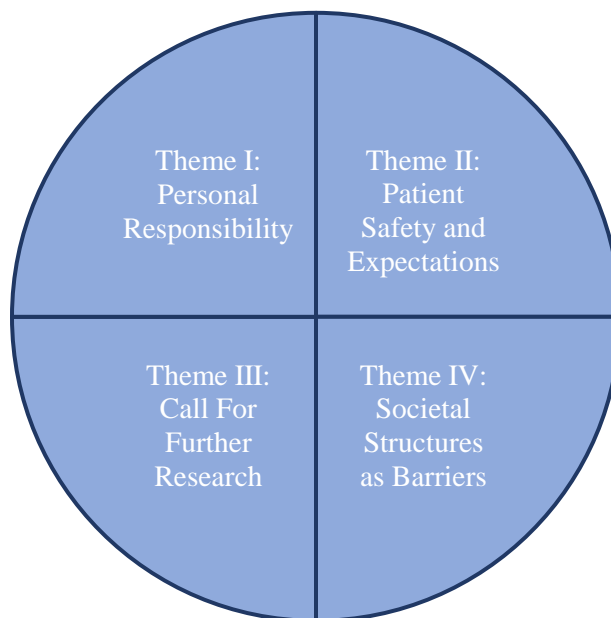 Theme I:
Personal
Responsibility
Theme II:
Patient
Safety and
Expectations
Theme III:
Call For
Further
Research
Theme IV:
Societal
Structures
as Barriers